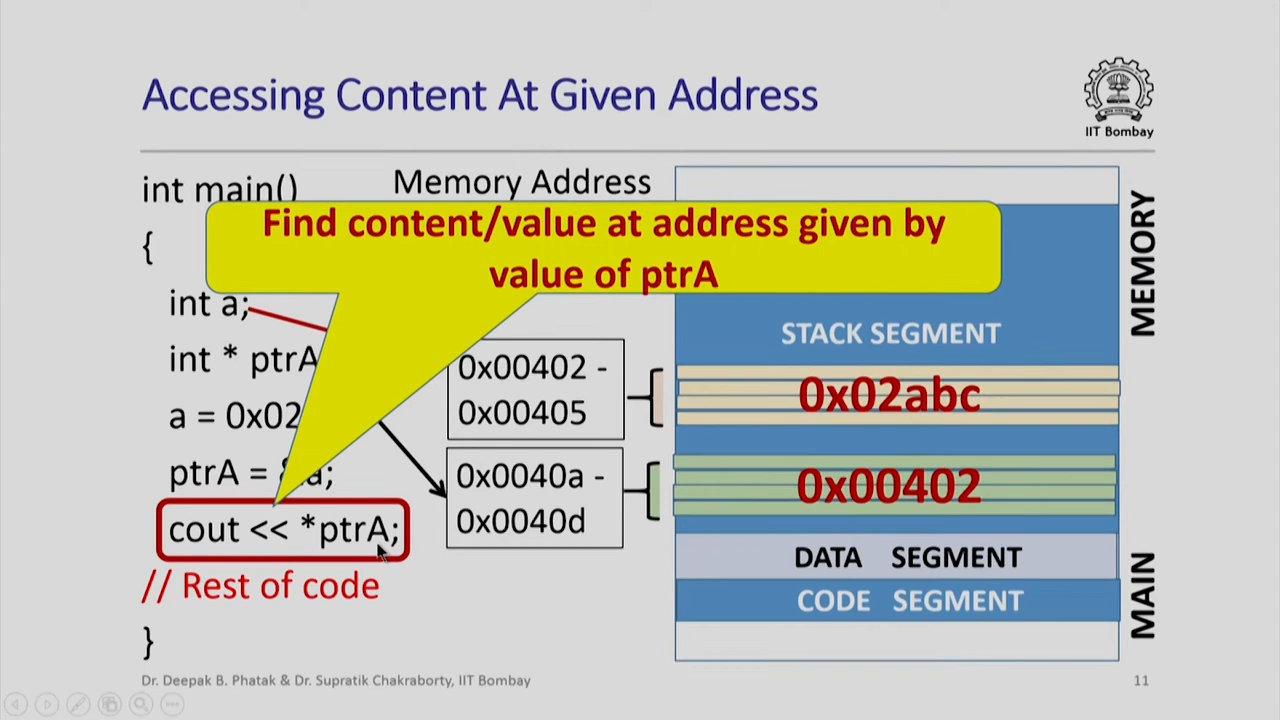 Accessing Content At Given Address
IIT Bombay
int main()
Memory Address
Find content/value at address given by
value of ptrA
{
int a;
int * ptrA
a = 0x02
ptrA = &a;
cout << *ptrA;
// Rest of code
}
0x00402 -
0x00405
0x0040a -
0x0040d
STACK SEGMENT
0x02abc
0x00402
DATA SEGMENT
CODE SEGMENT
MAIN MEMORY
Dr. Deepak B. Phatak & Dr. Supratik Chakraborty, IIT Bombay
11